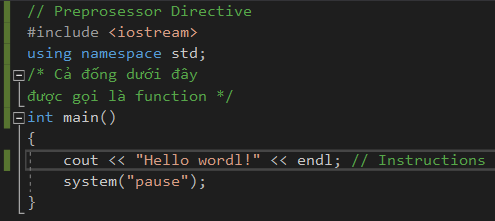 // Preprosessor Directive
#include <iostream>
using namespace std;
/* Cả đống dưới đây
được gọi là function */
int main()
{
cout << "Hello wordl!" << endl; // Instructions
system("pause");
}